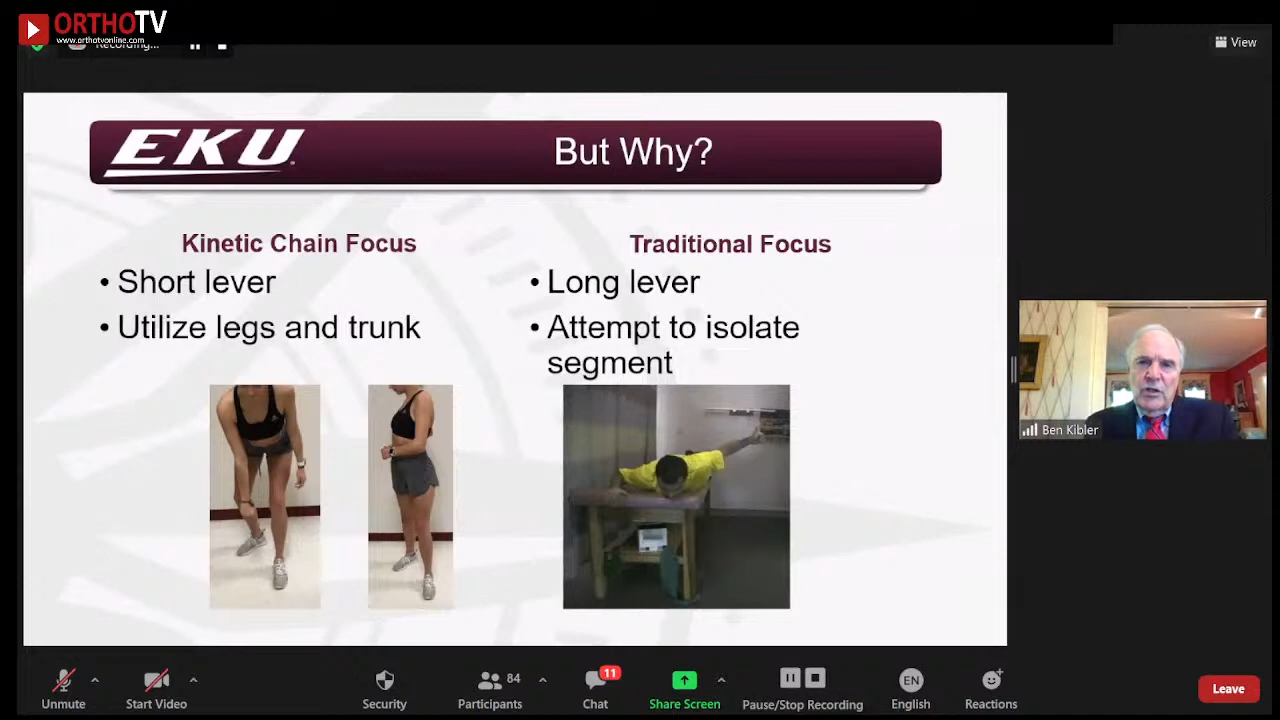 ORTHOTV
www.orthotvonline.com
Recording...
View
EKU
But Why?
Kinetic Chain Focus
• Short lever
• Utilize legs and trunk
Traditional Focus
• Long lever
• Attempt to isolate
segment
Ben Kibler
Unmute
Start Video
Security
84
Participants
11
Chat
Share Screen
Pause/Stop Recording
EN
English
Reactions
Leave